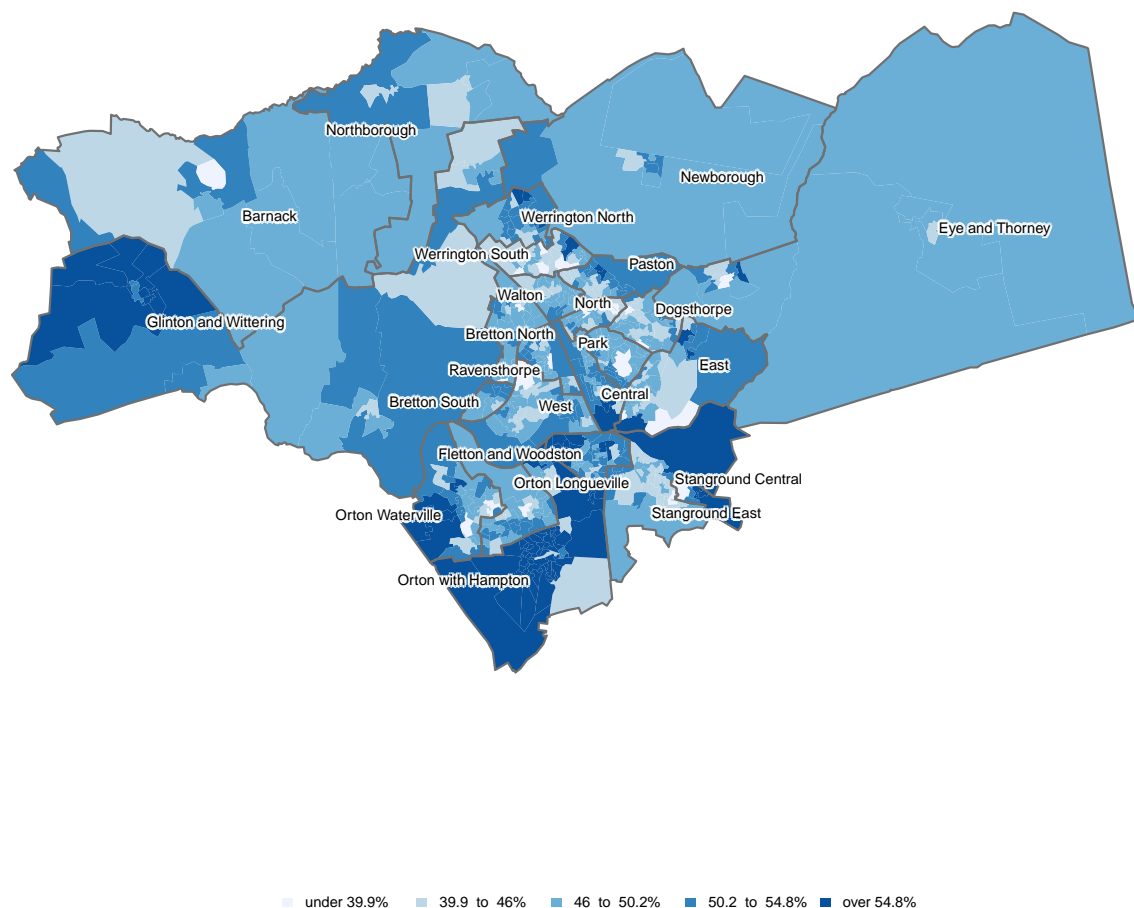 Northborough
Newborough
Barnack
Werrington North
Eye and Thorney
Werrington South
Paston
Walton
North
Dogsthorpe
Glinton and Wittering
Bretton North
Park
East
Ravensthorpe
Central
Bretton South
West
Fletton and Woodston
Orton Longueville
Stanground Central
Orton Waterville
Stanground East
Orton with Hampton
under 39.9% 39.9 to 46% 46 to 50.2% 50.2 to 54.8% over 54.8%